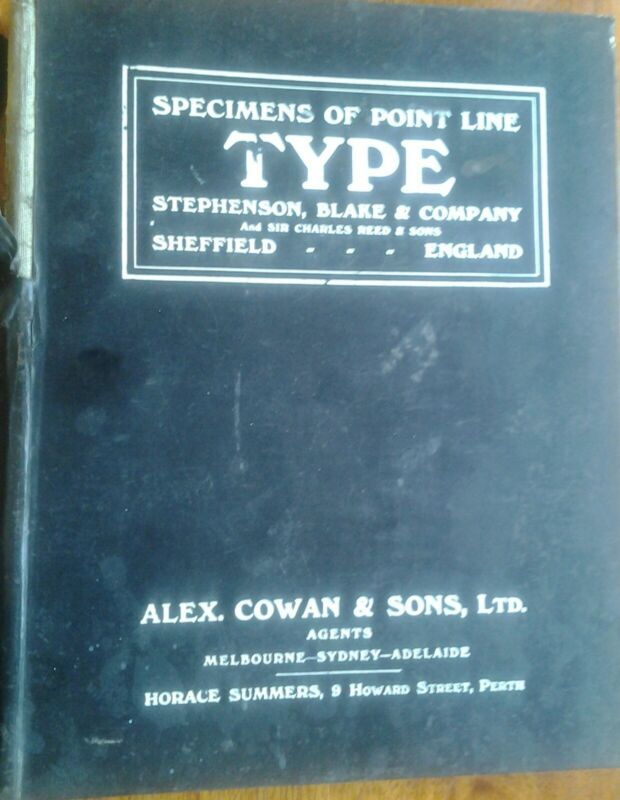 SPECIMENS OF POINT LINE
TYPE
STEPHENSON, BLAKE & COMPANY
And SIR CHARLES REED & SONS
SHEFFIELD " " " ENGLAND
ALEX. COWAN & SONS, LTD.
AGENTS
MELBOURNE—SYDNEY—ADELAIDE
HORACE SUMMERS, 9 HOWARD STREET, PERTH